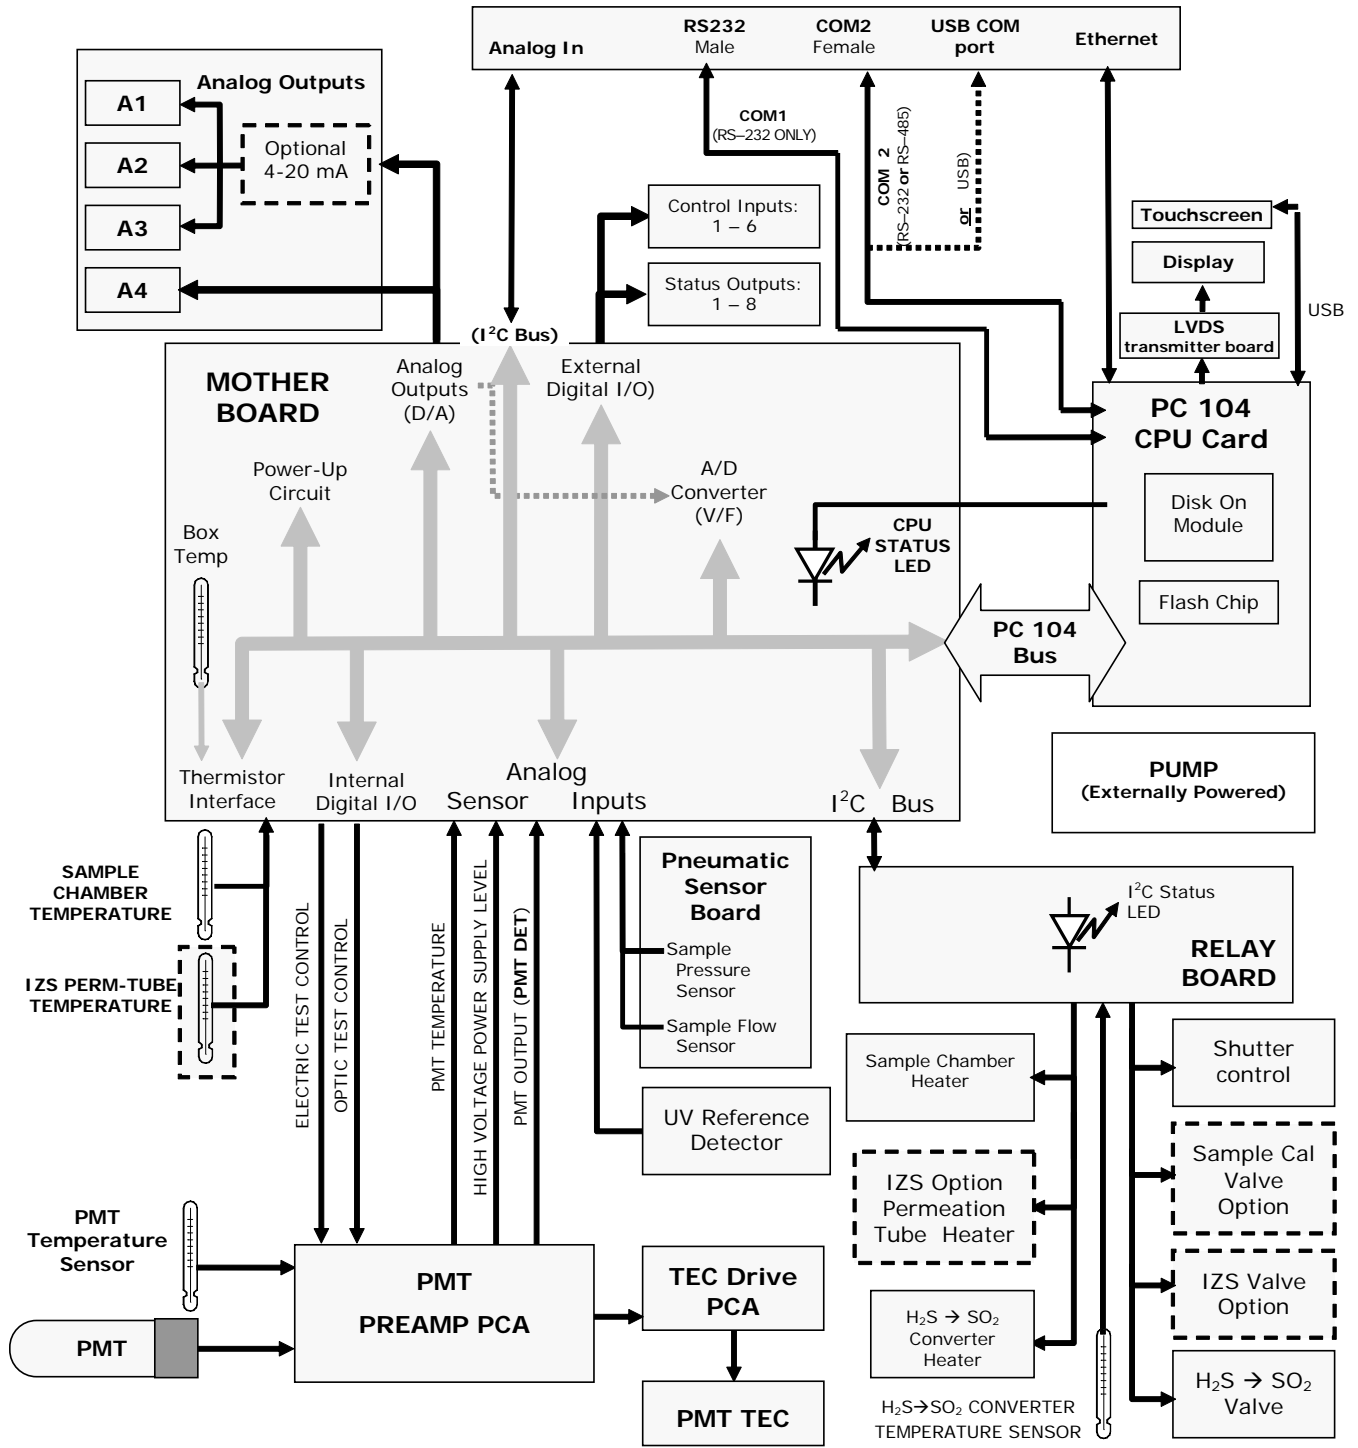 Analog In
RS232
Male
COM2
Female
USB COM
port
Ethernet
Analog Outputs
A1
A2
A3
A4
Optional
4-20 mA
COM1
(RS–232 ONLY)
COM 2
(RS–232 or RS–485)
or USB)
Control Inputs:
1 – 6
Status Outputs:
1 – 8
Touchscreen
Display
LVDS
transmitter board
USB
(I²C Bus)
MOTHER
BOARD
Analog
Outputs
(D/A)
External
Digital I/O)
Power-Up
Circuit
A/D
Converter
(V/F)
Box
Temp
CPU
STATUS
LED
PC 104
CPU Card
Disk On
Module
Flash Chip
PC 104
Bus
Thermistor
Interface
Internal
Digital I/O
Analog
Sensor Inputs
I²C Bus
PUMP
(Externally Powered)
SAMPLE
CHAMBER
TEMPERATURE
IZS PERM-TUBE
TEMPERATURE
ELECTRIC TEST CONTROL
OPTIC TEST CONTROL
PMT TEMPERATURE
HIGH VOLTAGE POWER SUPPLY LEVEL
PMT OUTPUT (PMT DET)
Pneumatic
Sensor
Board
Sample
Pressure
Sensor
Sample Flow
Sensor
UV Reference
Detector
I²C Status
LED
RELAY
BOARD
Sample Chamber
Heater
IZS Option
Permeation
Tube Heater
H₂S → SO₂
Converter
Heater
H₂S→SO₂ CONVERTER
TEMPERATURE SENSOR
Shutter
control
Sample Cal
Valve
Option
IZS Valve
Option
H₂S → SO₂
Valve
PMT
Temperature
Sensor
PMT
PMT
PREAMP PCA
TEC Drive
PCA
PMT TEC